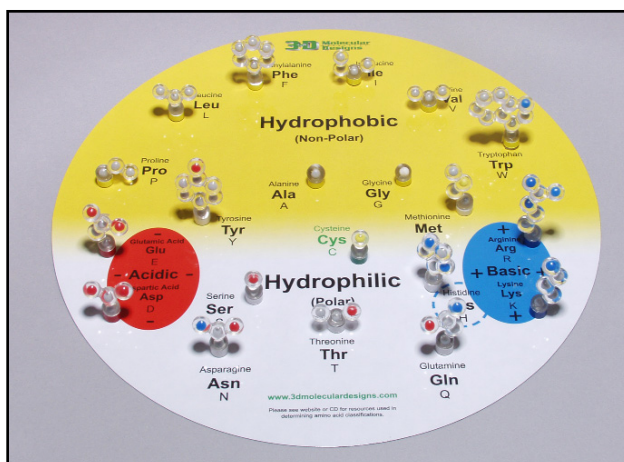 3D Molecular
Designs
Phe
F
I
Leu
L
Val
V
Hydrophobic
(Non-Polar)
Tryptophan
Trp
W
Proline
Pro
P
Alanine
Ala
A
Glycine
Gly
G
Tyrosine
Tyr
Y
Cysteine
Cys
C
Methionine
Met
-
Glutamic Acid
Glu
E
- Acidic -
Aspartic Acid
Asp
D
-
+
Arginine
Arg
R
+ Basic +
Lysine
Lys
K
+
Hydrophilic
(Polar)
Serine
Ser
Histidine
H
Threonine
Thr
T
Asparagine
Asn
N
Glutamine
Gln
Q
www.3dmoleculardesigns.com
Please see website or CD for resources used in
determining amino acid classifications.